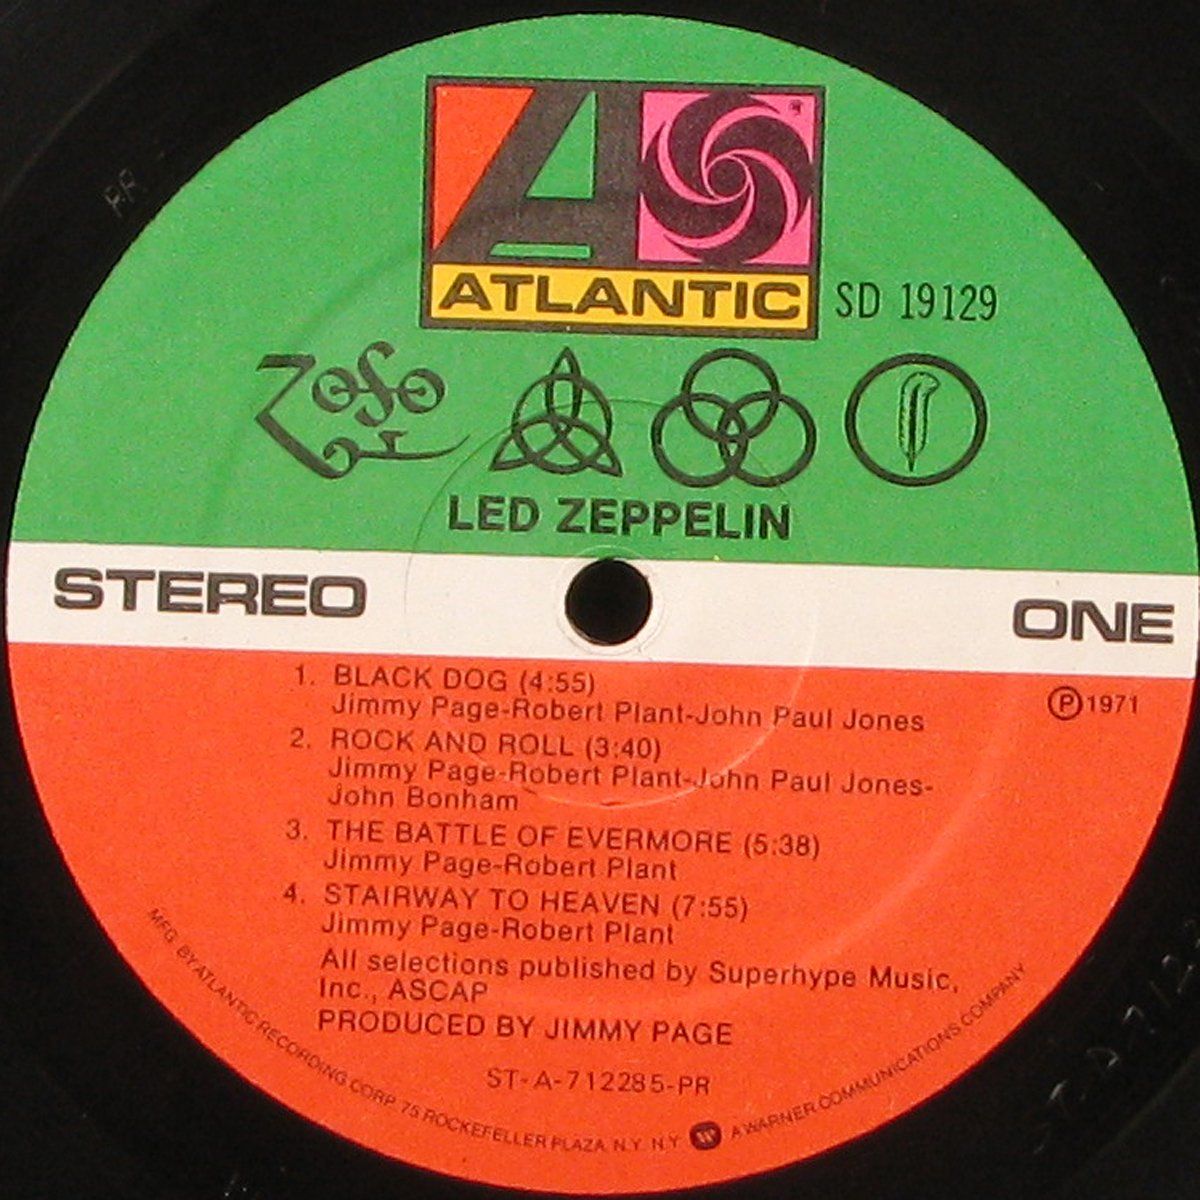 ATLANTIC
SD 19129
LED ZEPPELIN
STEREO
ONE
1. BLACK DOG (4:55)
Jimmy Page-Robert Plant-John Paul Jones
℗ 1971
2. ROCK AND ROLL (3:40)
Jimmy Page-Robert Plant-John Paul Jones-
John Bonham
3. THE BATTLE OF EVERMORE (5:38)
Jimmy Page-Robert Plant
4. STAIRWAY TO HEAVEN (7:55)
Jimmy Page-Robert Plant
All selections published by Superhype Music,
Inc., ASCAP
PRODUCED BY JIMMY PAGE
ST-A-712285-PR
MFG. BY ATLANTIC RECORDING CORP. 75 ROCKEFELLER PLAZA, N.Y. N.Y. A WARNER COMMUNICATIONS COMPANY